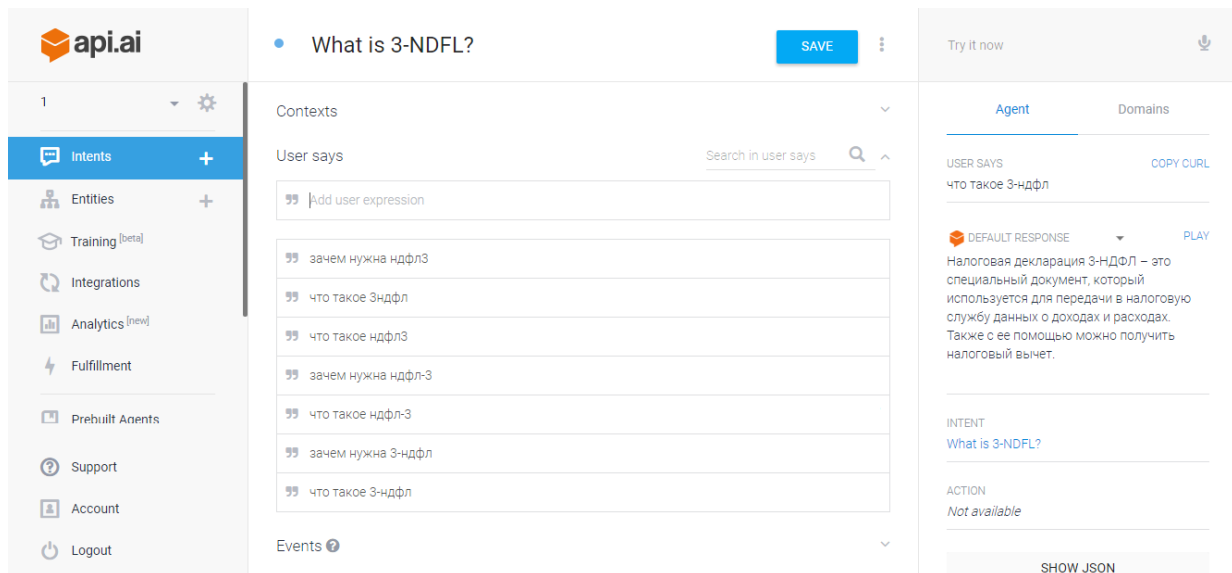 api.ai
1
Intents
Entities
Training [beta]
Integrations
Analytics [new]
Fulfillment
Prebuilt Agents
Support
Account
Logout
What is 3-NDFL?
SAVE
Contexts
User says
Search in user says
Add user expression
зачем нужна ндфл3
что такое 3ндфл
что такое ндфл3
зачем нужна ндфл-3
что такое ндфл-3
зачем нужна 3-ндфл
что такое 3-ндфл
Events
Try it now
Agent Domains
USER SAYS COPY CURL
что такое 3-ндфл
DEFAULT RESPONSE PLAY
Налоговая декларация 3-НДФЛ – это
специальный документ, который
используется для передачи в налоговую
службу данных о доходах и расходах.
Также с ее помощью можно получить
налоговый вычет.
INTENT
What is 3-NDFL?
ACTION
Not available
SHOW JSON